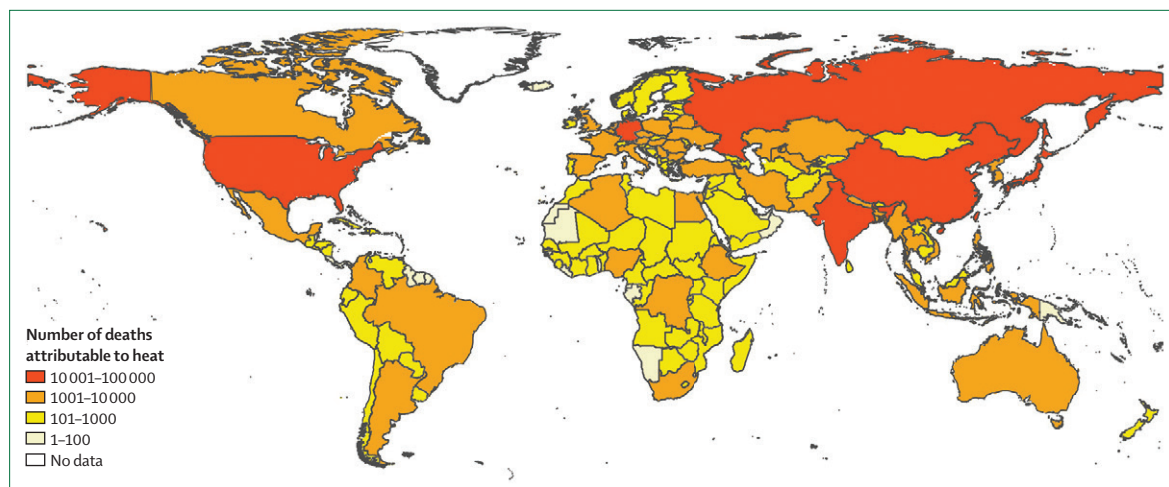 Number of deaths
attributable to heat
10 001–100 000
1001–10 000
101–1000
1–100
No data